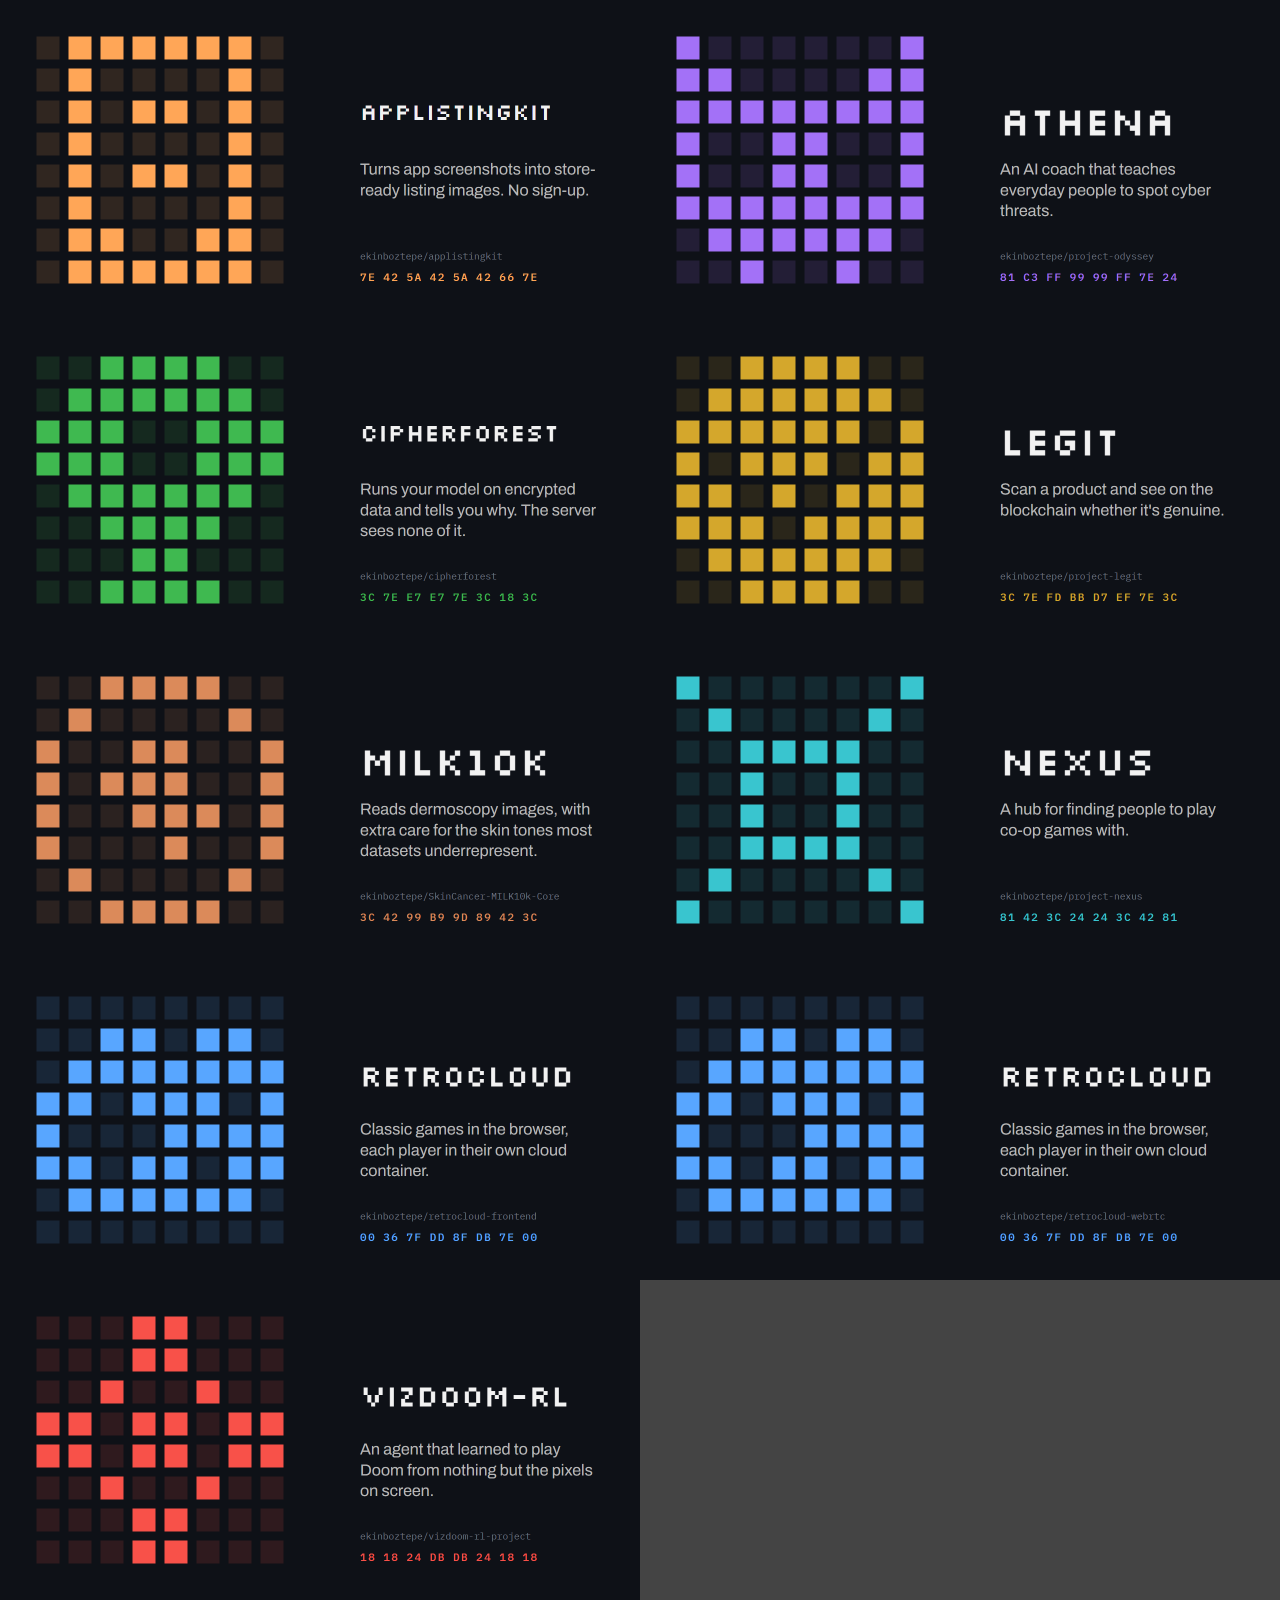 APPLISTINGKIT
Turns app screenshots into store-
ready listing images. No sign-up.
ekinboztepe/applistingkit
7E 42 5A 42 5A 42 66 7E
ATHENA
An AI coach that teaches
everyday people to spot cyber
threats.
ekinboztepe/project-odyssey
81 C3 FF 99 99 FF 7E 24
CIPHERFOREST
Runs your model on encrypted
data and tells you why. The server
sees none of it.
ekinboztepe/cipherforest
3C 7E E7 E7 7E 3C 18 3C
LEGIT
Scan a product and see on the
blockchain whether it's genuine.
ekinboztepe/project-legit
3C 7E FD BB D7 EF 7E 3C
MILK10K
Reads dermoscopy images, with
extra care for the skin tones most
datasets underrepresent.
ekinboztepe/SkinCancer-MILK10k-Core
3C 42 99 B9 9D 89 42 3C
NEXUS
A hub for finding people to play
co-op games with.
ekinboztepe/project-nexus
81 42 3C 24 24 3C 42 81
RETROCLOUD
Classic games in the browser,
each player in their own cloud
container.
ekinboztepe/retrocloud-frontend
00 36 7F DD 8F DB 7E 00
RETROCLOUD
Classic games in the browser,
each player in their own cloud
container.
ekinboztepe/retrocloud-webrtc
00 36 7F DD 8F DB 7E 00
VIZDOOM-RL
An agent that learned to play
Doom from nothing but the pixels
on screen.
ekinboztepe/vizdoom-rl-project
18 18 24 DB DB 24 18 18